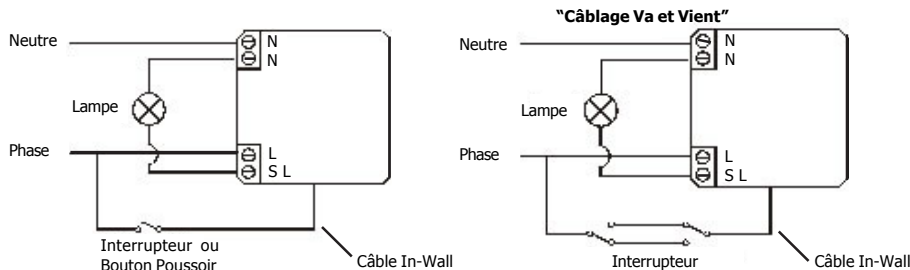 Neutre
N
N
Lampe
Phase
L
S L
Interrupteur ou
Bouton Poussoir
Câble In-Wall
“Câblage Va et Vient”
Neutre
N
N
Lampe
Phase
L
S L
Interrupteur
Câble In-Wall